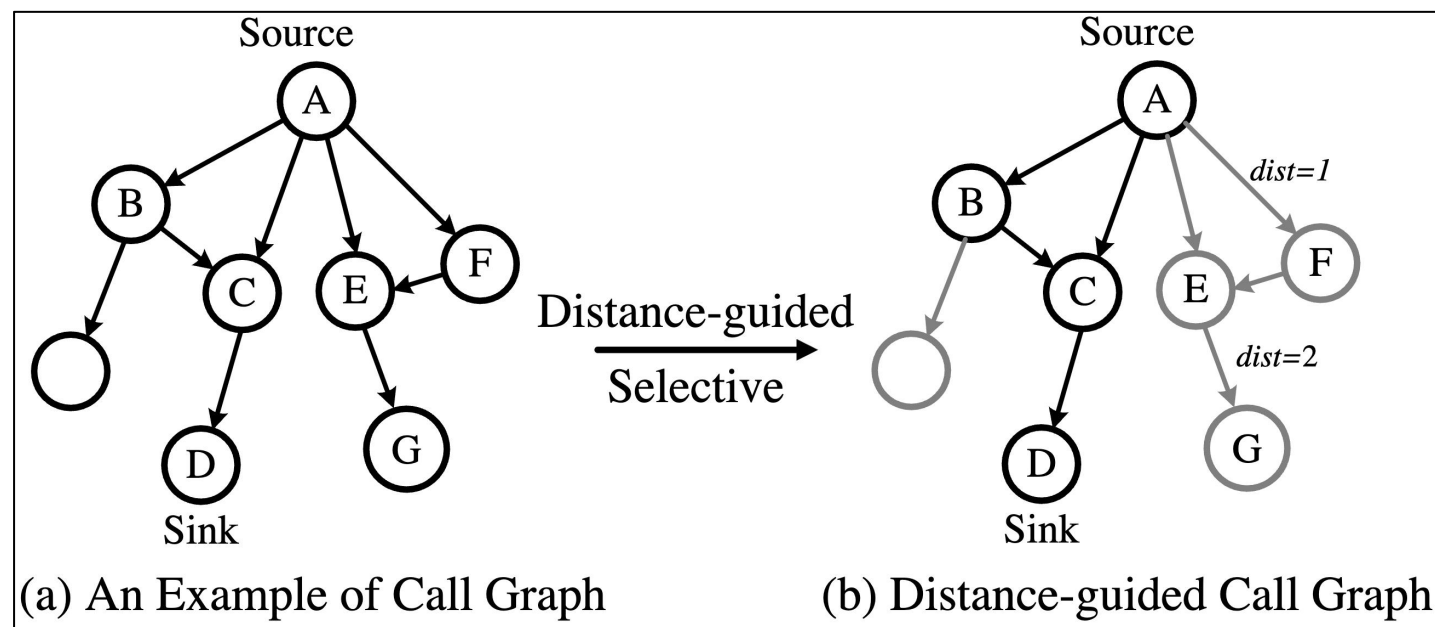 Source
A
B
C
E
F
D
G
Sink
(a) An Example of Call Graph
Distance-guided
Selective
Source
A
dist=1
B
C
E
F
dist=2
D
G
Sink
(b) Distance-guided Call Graph